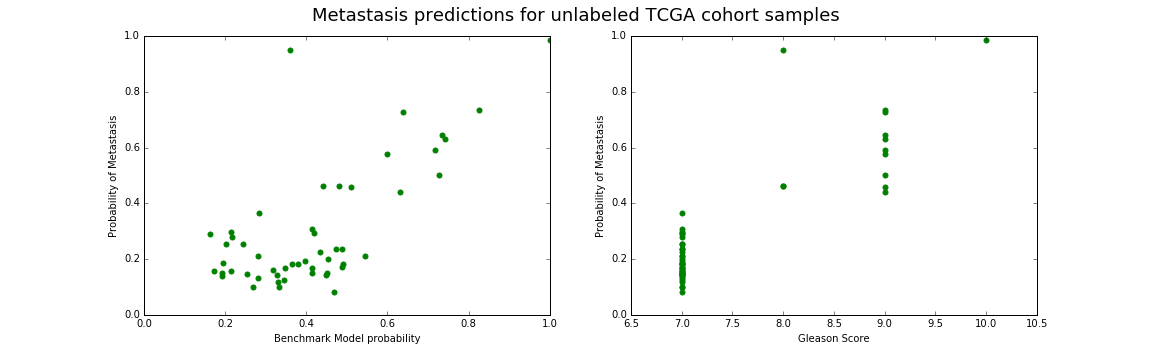 Metastasis predictions for unlabeled TCGA cohort samples
1.0
0.8
0.6
0.4
0.2
0.0
Probability of Metastasis
0.0 0.2 0.4 0.6 0.8 1.0
Benchmark Model probability
1.0
0.8
0.6
0.4
0.2
0.0
Probability of Metastasis
6.5 7.0 7.5 8.0 8.5 9.0 9.5 10.0 10.5
Gleason Score